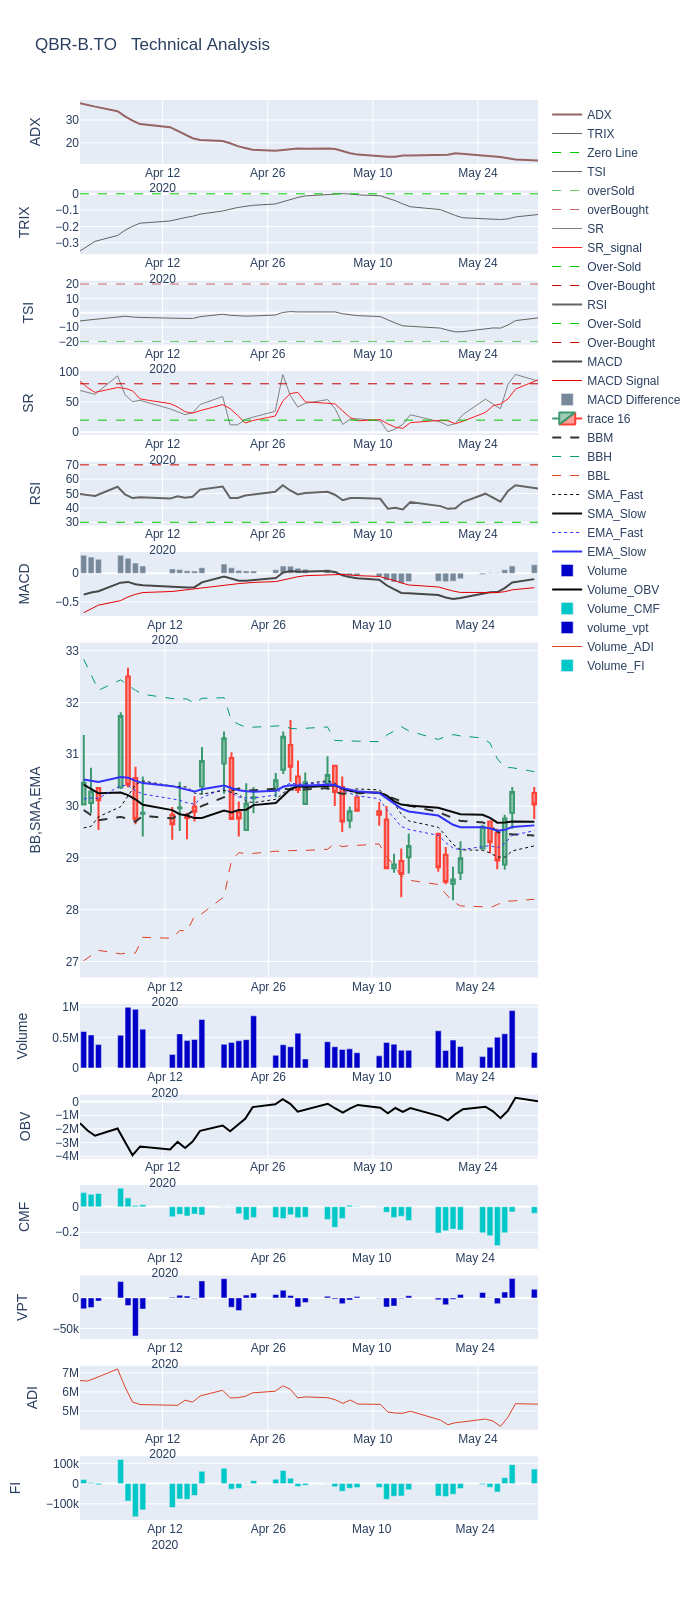 QBR-B.TO   Technical Analysis
ADX
30
20
Apr 12
2020
Apr 26
May 10
May 24
TRIX
0
−0.1
−0.2
−0.3
Apr 12
2020
Apr 26
May 10
May 24
TSI
20
10
0
−10
−20
Apr 12
2020
Apr 26
May 10
May 24
SR
100
50
0
Apr 12
2020
Apr 26
May 10
May 24
RSI
70
60
50
40
30
Apr 12
2020
Apr 26
May 10
May 24
MACD
0
−0.5
Apr 12
2020
Apr 26
May 10
May 24
BB,SMA,EMA
33
32
31
30
29
28
27
Apr 12
2020
Apr 26
May 10
May 24
Volume
1M
0.5M
0
Apr 12
2020
Apr 26
May 10
May 24
OBV
0
−1M
−2M
−3M
−4M
Apr 12
2020
Apr 26
May 10
May 24
CMF
0
−0.2
Apr 12
2020
Apr 26
May 10
May 24
VPT
0
−50k
Apr 12
2020
Apr 26
May 10
May 24
ADI
7M
6M
5M
Apr 12
2020
Apr 26
May 10
May 24
FI
100k
0
−100k
Apr 12
2020
Apr 26
May 10
May 24
ADX
TRIX
Zero Line
TSI
overSold
overBought
SR
SR_signal
Over-Sold
Over-Bought
RSI
Over-Sold
Over-Bought
MACD
MACD Signal
MACD Difference
trace 16
BBM
BBH
BBL
SMA_Fast
SMA_Slow
EMA_Fast
EMA_Slow
Volume
Volume_OBV
Volume_CMF
volume_vpt
Volume_ADI
Volume_FI